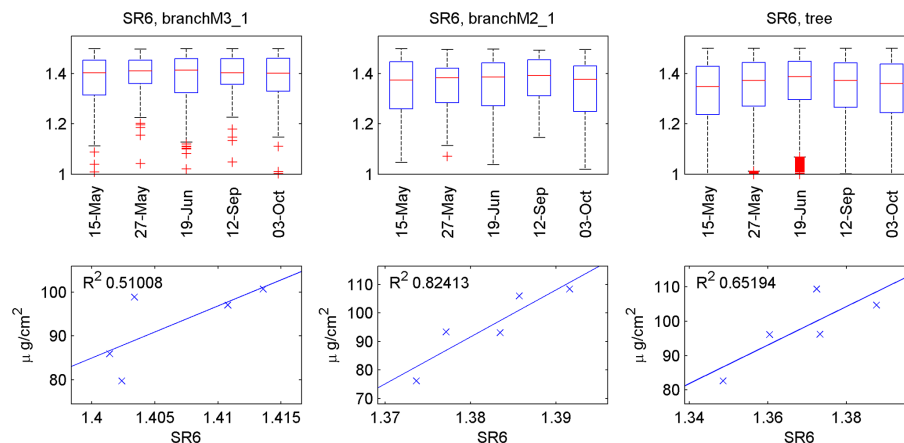 SR6, branchM3_1
SR6, branchM2_1
SR6, tree
1.4
1.2
1
15-May
27-May
19-Jun
12-Sep
03-Oct
1.4
1.2
1
15-May
27-May
19-Jun
12-Sep
03-Oct
1.4
1.2
1
15-May
27-May
19-Jun
12-Sep
03-Oct
R² 0.51008
μ g/cm²
100
90
80
1.4
1.405
1.41
1.415
SR6
R² 0.82413
μ g/cm²
110
100
90
80
70
1.37
1.38
1.39
SR6
R² 0.65194
μ g/cm²
110
100
90
80
1.34
1.36
1.38
SR6